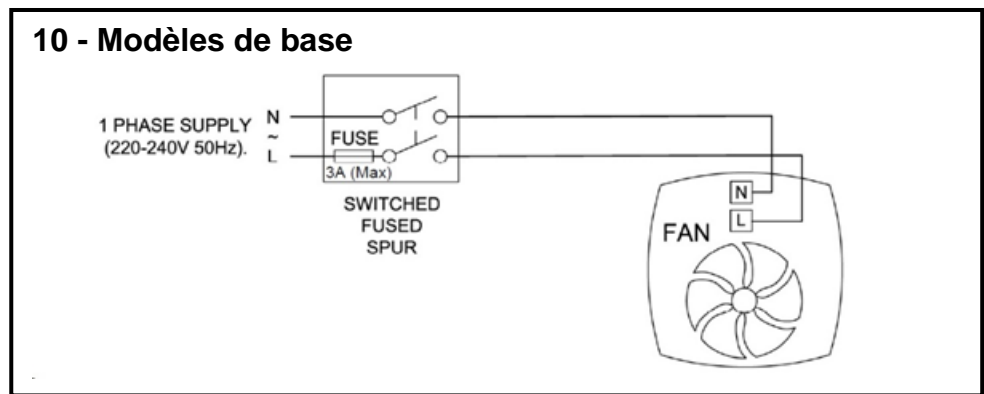 10 - Modèles de base
1 PHASE SUPPLY
(220-240V 50Hz).
N
~
L
FUSE
3A (Max)
SWITCHED
FUSED
SPUR
N
L
FAN